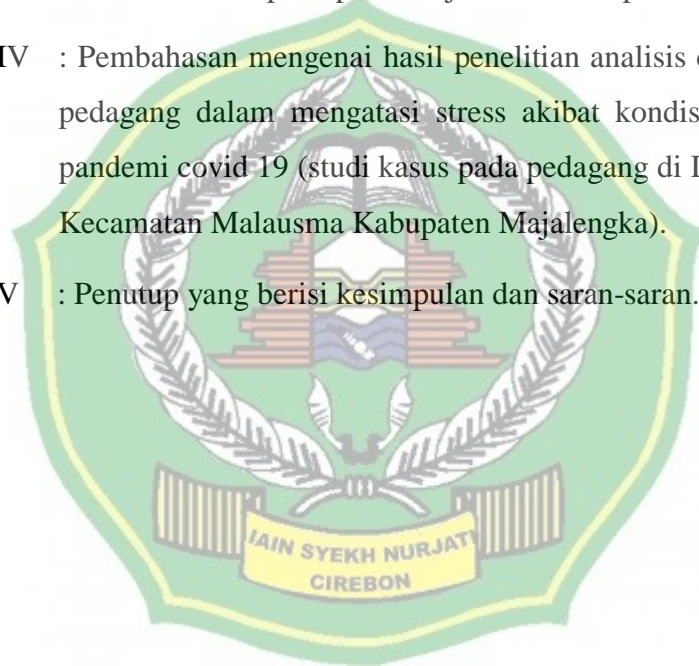 IV : Pembahasan mengenai hasil penelitian analisis
pedagang dalam mengatasi stress akibat
pandemi covid 19 (studi kasus pada pedagang di
Kecamatan Malausma Kabupaten Majalengka).
V : Penutup yang berisi kesimpulan dan saran-saran.
IAIN SYEKH NURJATI
CIREBON